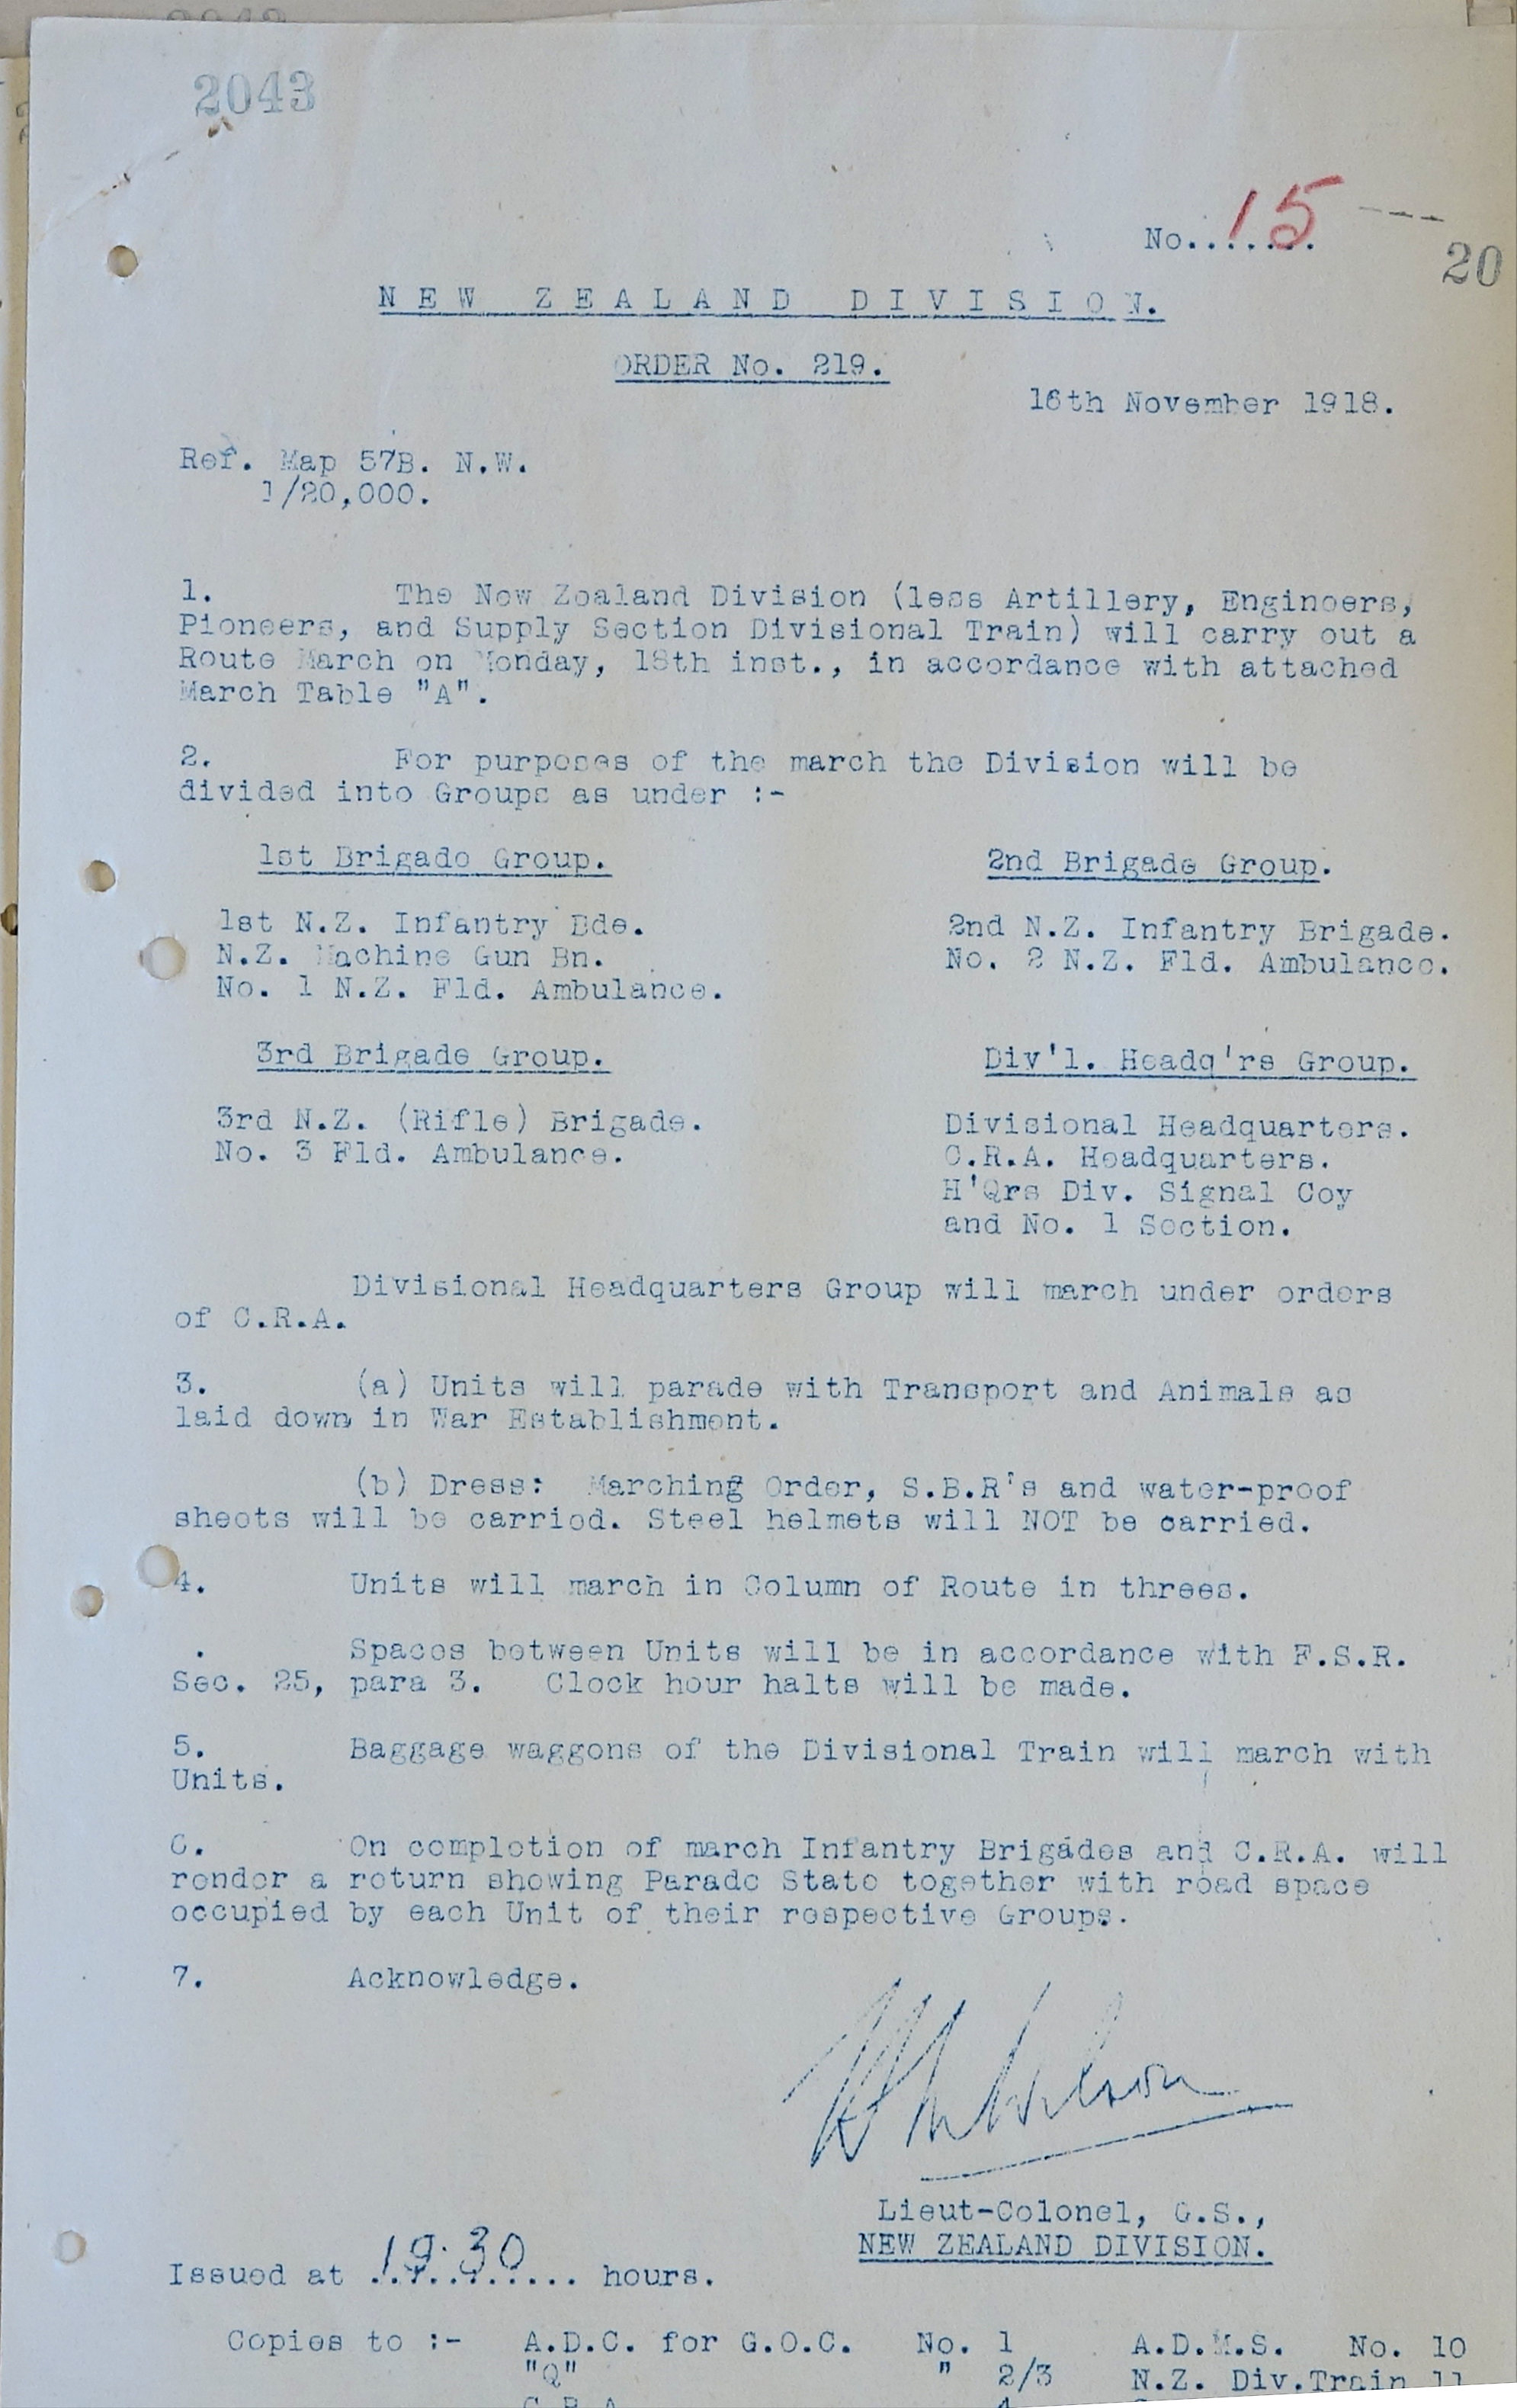 2043
No....... 15
20
NEW ZEALAND DIVISION.
ORDER No. 219.
16th November 1918.
Ref. Map 57B. N.W.
1/20,000.
1. The New Zealand Division (less Artillery, Engineers,
Pioneers, and Supply Section Divisional Train) will carry out a
Route March on Monday, 18th inst., in accordance with attached
March Table "A".
2. For purposes of the march the Division will be
divided into Groups as under :-
1st Brigade Group.
2nd Brigade Group.
1st N.Z. Infantry Bde.
N.Z. Machine Gun Bn.
No. 1 N.Z. Fld. Ambulance.
2nd N.Z. Infantry Brigade.
No. 2 N.Z. Fld. Ambulance.
3rd Brigade Group.
Div'l. Headq'rs Group.
3rd N.Z. (Rifle) Brigade.
No. 3 Fld. Ambulance.
Divisional Headquarters.
C.R.A. Headquarters.
H'Qrs Div. Signal Coy
and No. 1 Section.
Divisional Headquarters Group will march under orders
of C.R.A.
3. (a) Units will parade with Transport and Animals as
laid down in War Establishment.
(b) Dress: Marching Order, S.B.R's and water-proof
sheets will be carried. Steel helmets will NOT be carried.
4. Units will march in Column of Route in threes.
. Spaces between Units will be in accordance with F.S.R.
Sec. 25, para 3. Clock hour halts will be made.
5. Baggage waggons of the Divisional Train will march with
Units.
6. On completion of march Infantry Brigades and C.R.A. will
render a return showing Parade State together with road space
occupied by each Unit of their respective Groups.
7. Acknowledge.
Lieut-Colonel, G.S.,
NEW ZEALAND DIVISION.
Issued at 19.30 hours.
Copies to :- A.D.C. for G.O.C. No. 1 A.D.M.S. No. 10
"Q" " 2/3 N.Z. Div.Train 11
C.R.A. 4